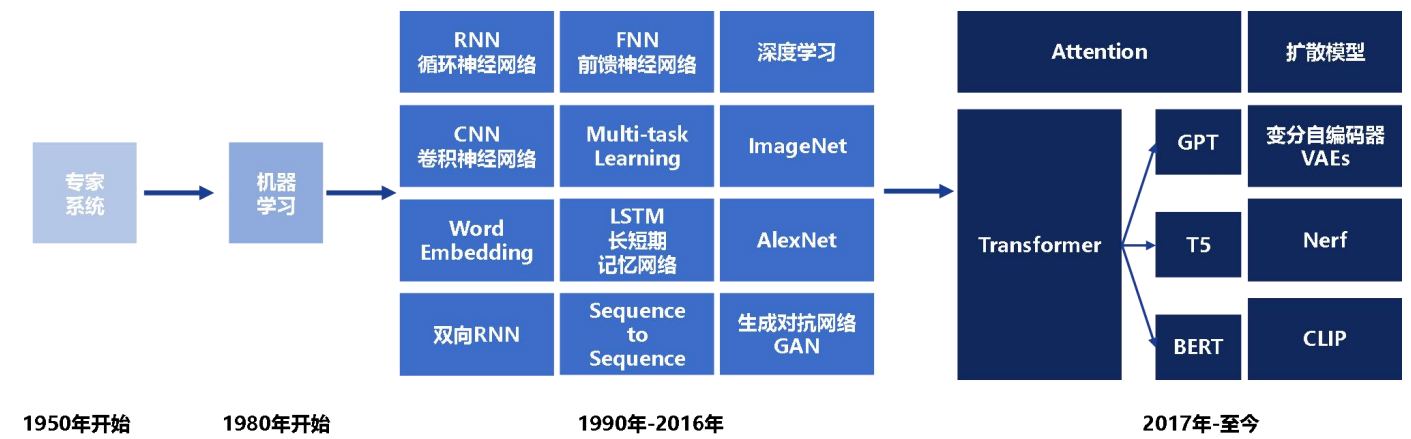 专家
系统
机器
学习
RNN
循环神经网络
FNN
前馈神经网络
深度学习
CNN
卷积神经网络
Multi-task
Learning
ImageNet
Word
Embedding
LSTM
长短期
记忆网络
AlexNet
双向RNN
Sequence
to
Sequence
生成对抗网络
GAN
Attention
扩散模型
Transformer
GPT
T5
BERT
变分自编码器
VAEs
Nerf
CLIP
1950年开始
1980年开始
1990年-2016年
2017年-至今